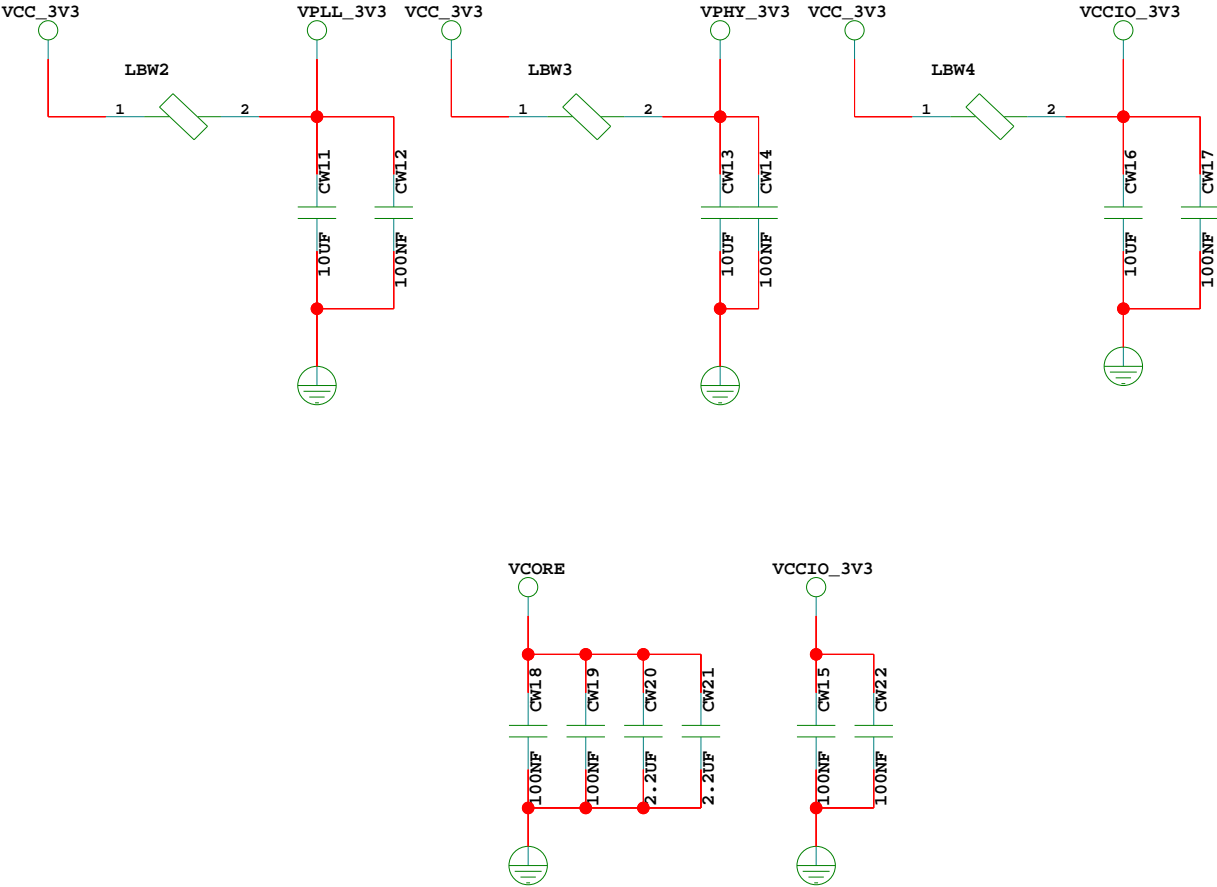 VCC_3V3
VPLL_3V3
VCC_3V3
VPHY_3V3
VCC_3V3
VCCIO_3V3
LBW2
LBW3
LBW4
1
2
1
2
1
2
CW11
CW12
CW13
CW14
CW16
CW17
10UF
100NF
10UF
100NF
10UF
100NF
VCORE
VCCIO_3V3
CW18
CW19
CW20
CW21
CW15
CW22
100NF
100NF
2.2UF
2.2UF
100NF
100NF